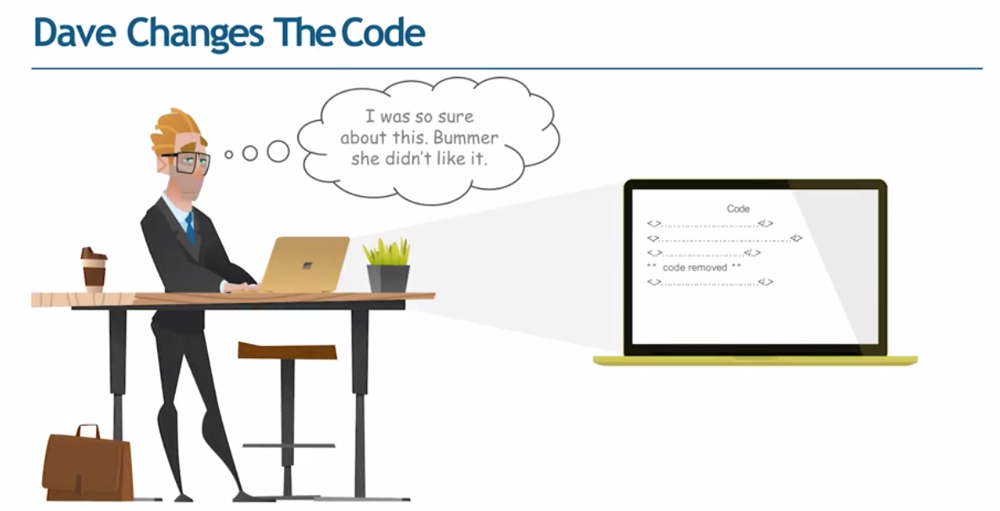 Dave Changes The Code
I was so sure
about this. Bummer
she didn't like it.
Code
<_>..............................</_>
<_>.........................................</_>
<_>.........................</_>
** code removed **
<_>..............................</_>